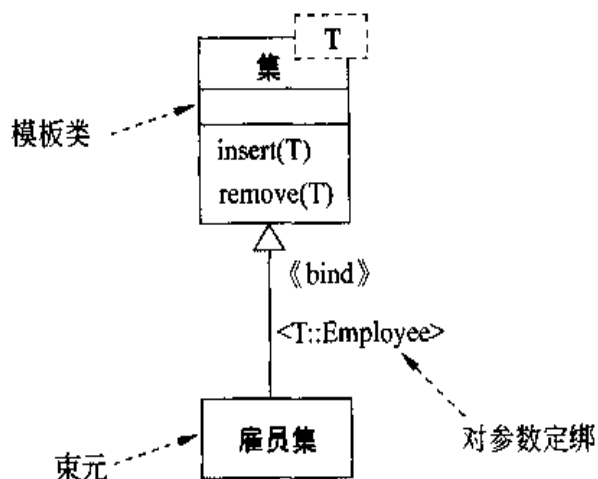 T
集
模板类
insert(T)
remove(T)
《bind》
<T::Employee>
雇员集
对参数定绑
束元